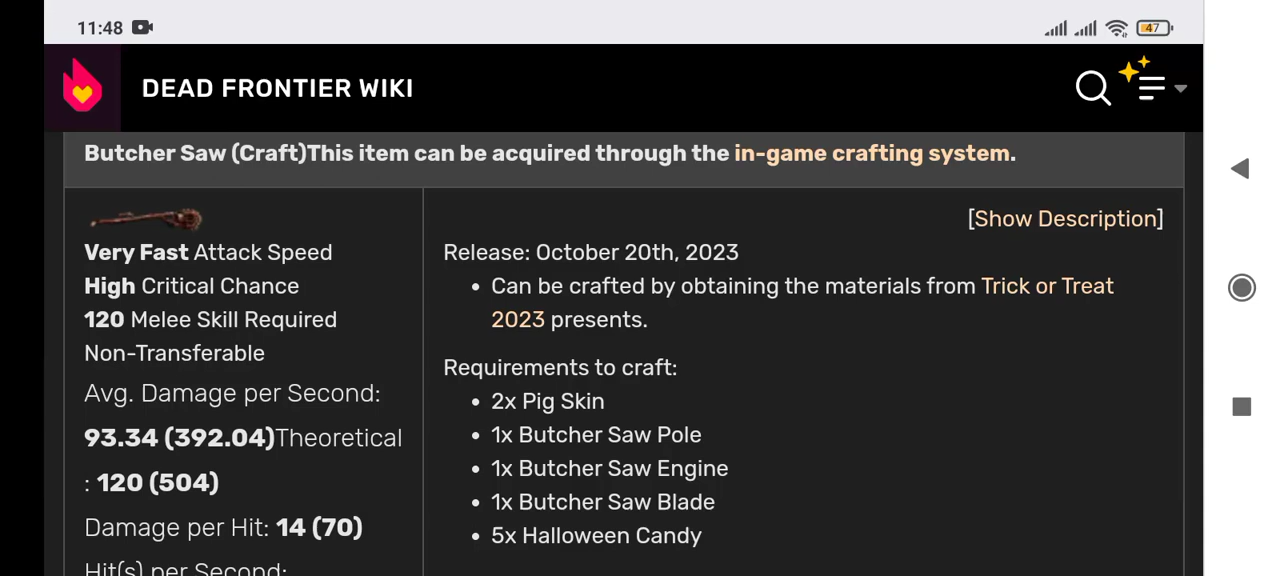 11:48
47
DEAD FRONTIER WIKI
Butcher Saw (Craft)This item can be acquired through the in-game crafting system.
[Show Description]
Very Fast Attack Speed
High Critical Chance
120 Melee Skill Required
Non-Transferable
Avg. Damage per Second:
93.34 (392.04)Theoretical
: 120 (504)
Damage per Hit: 14 (70)
Hit(s) per Second:
Release: October 20th, 2023
• Can be crafted by obtaining the materials from Trick or Treat
2023 presents.
Requirements to craft:
• 2x Pig Skin
• 1x Butcher Saw Pole
• 1x Butcher Saw Engine
• 1x Butcher Saw Blade
• 5x Halloween Candy